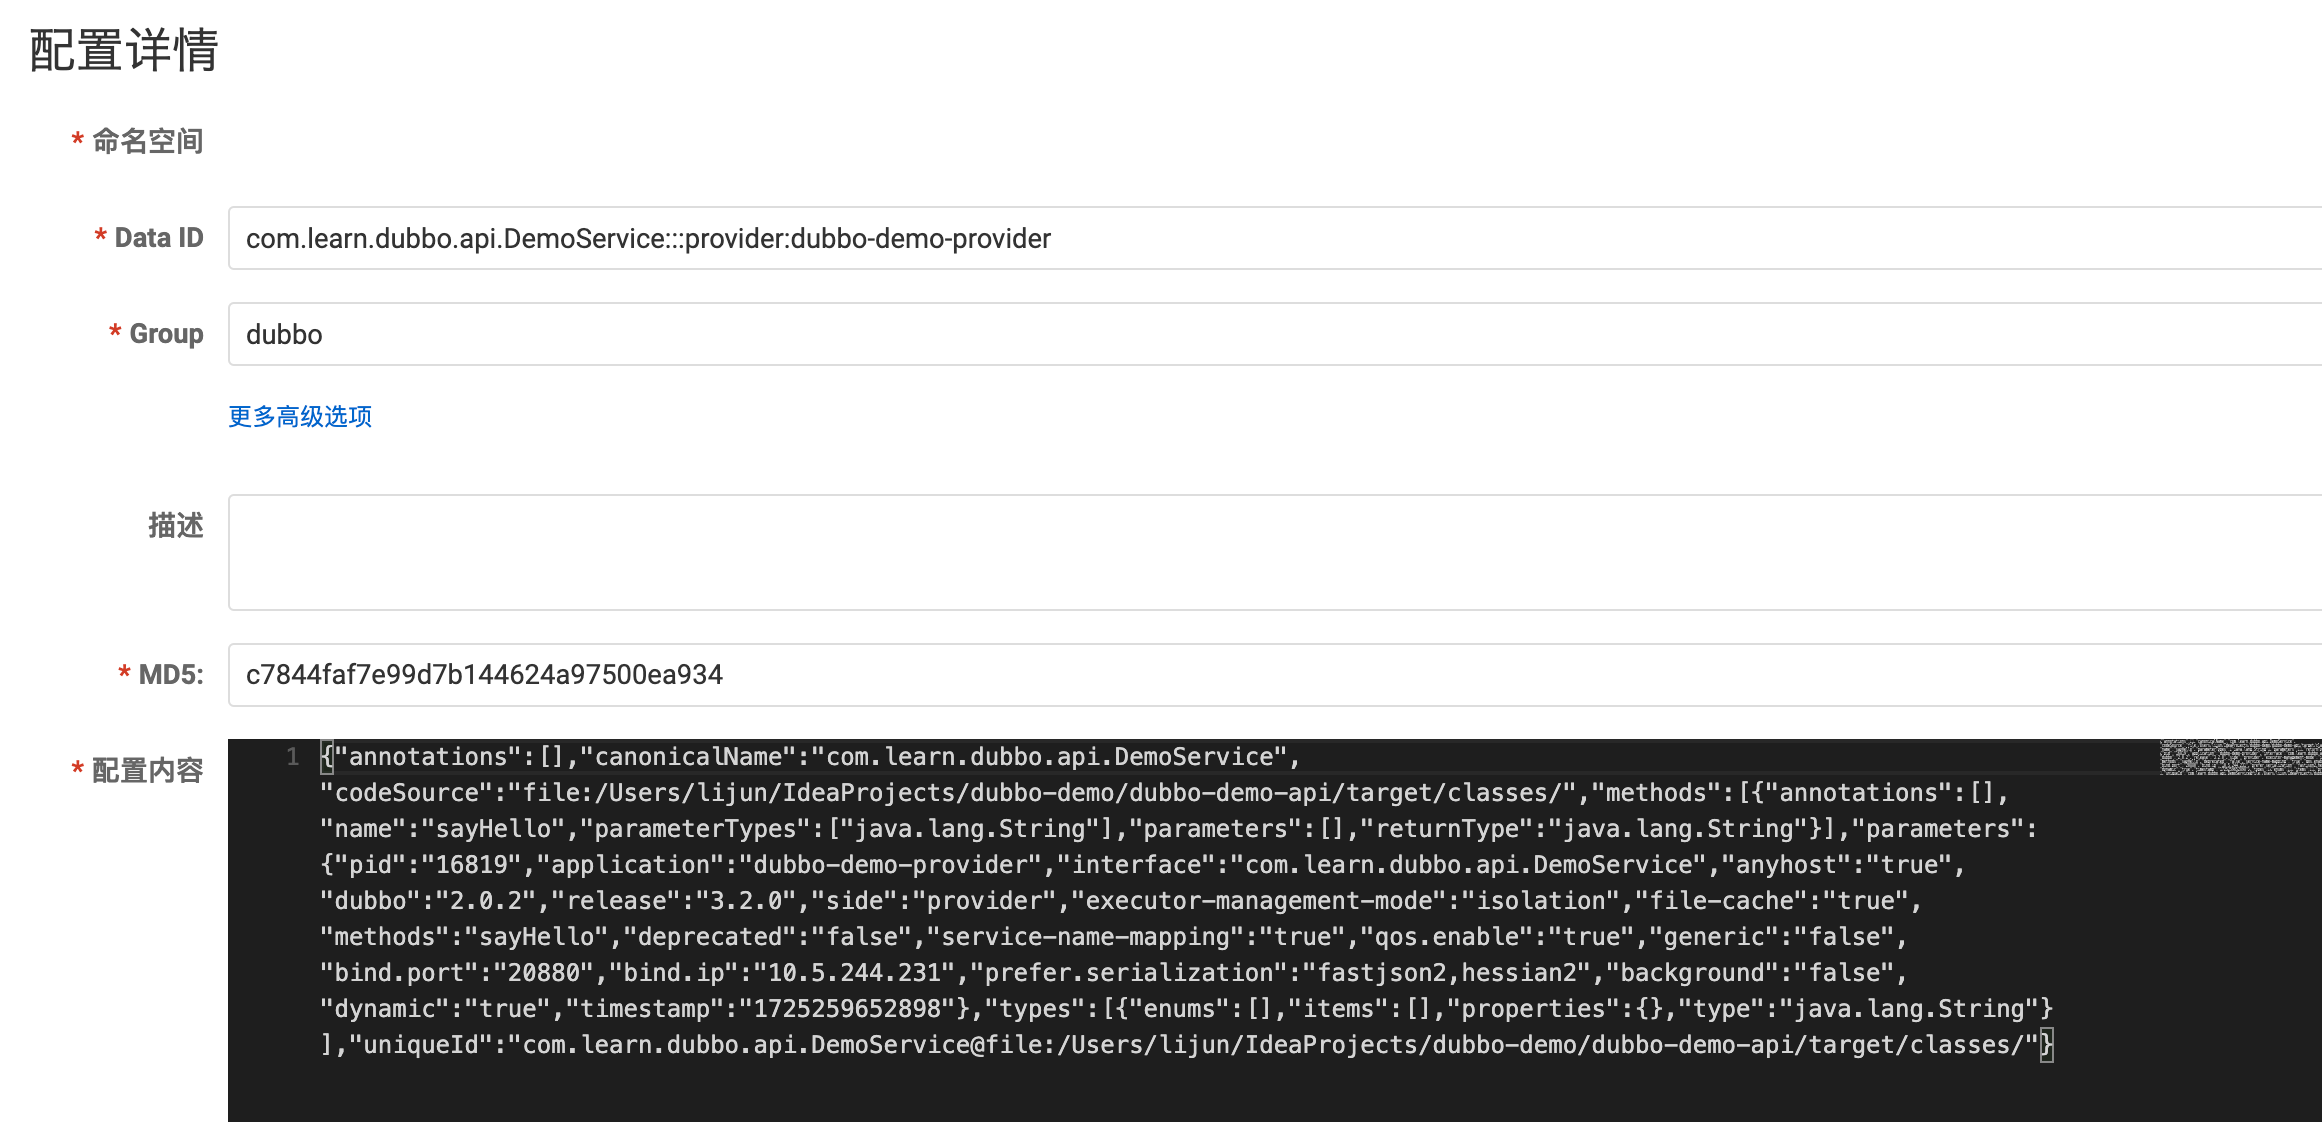 配置详情
* 命名空间
* Data ID com.learn.dubbo.api.DemoService:::provider:dubbo-demo-provider
* Group dubbo
更多高级选项
描述
* MD5: c7844faf7e99d7b144624a97500ea934
* 配置内容
1 {"annotations":[],"canonicalName":"com.learn.dubbo.api.DemoService",
"codeSource":"file:/Users/lijun/IdeaProjects/dubbo-demo/dubbo-demo-api/target/classes/","methods":[{"annotations":[],
"name":"sayHello","parameterTypes":["java.lang.String"],"parameters":[],"returnType":"java.lang.String"}],"parameters":
{"pid":"16819","application":"dubbo-demo-provider","interface":"com.learn.dubbo.api.DemoService","anyhost":"true",
"dubbo":"2.0.2","release":"3.2.0","side":"provider","executor-management-mode":"isolation","file-cache":"true",
"methods":"sayHello","deprecated":"false","service-name-mapping":"true","qos.enable":"true","generic":"false",
"bind.port":"20880","bind.ip":"10.5.244.231","prefer.serialization":"fastjson2,hessian2","background":"false",
"dynamic":"true","timestamp":"1725259652898"},"types":[{"enums":[],"items":[],"properties":{},"type":"java.lang.String"}
],"uniqueId":"com.learn.dubbo.api.DemoService@file:/Users/lijun/IdeaProjects/dubbo-demo/dubbo-demo-api/target/classes/"}